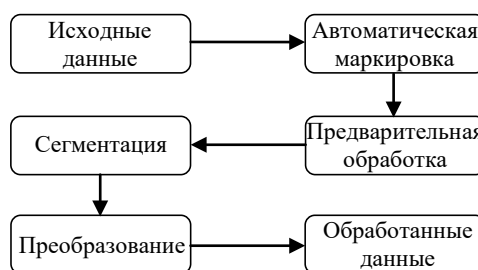 Исходные
данные
Автоматическая
маркировка
Предварительная
обработка
Сегментация
Преобразование
Обработанные
данные